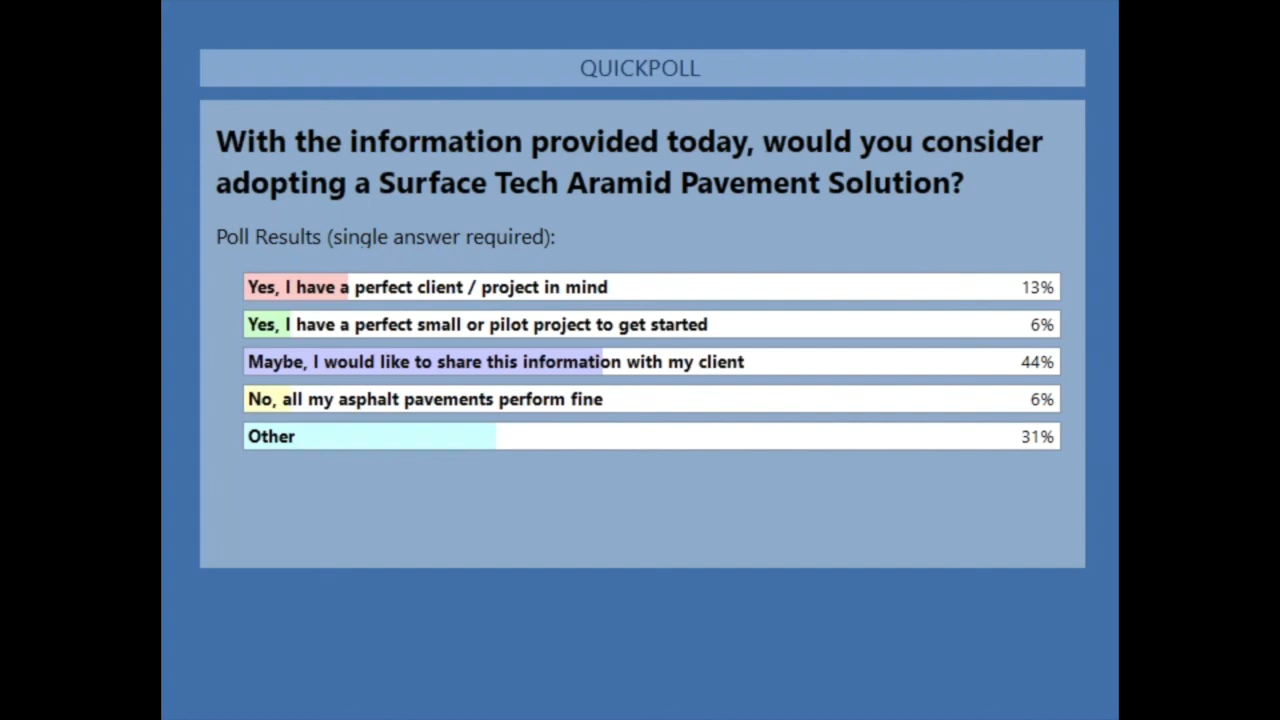 QUICKPOLL
With the information provided today, would you consider
adopting a Surface Tech Aramid Pavement Solution?
Poll Results (single answer required):
Yes, I have a perfect client / project in mind 13%
Yes, I have a perfect small or pilot project to get started 6%
Maybe, I would like to share this information with my client 44%
No, all my asphalt pavements perform fine 6%
Other 31%